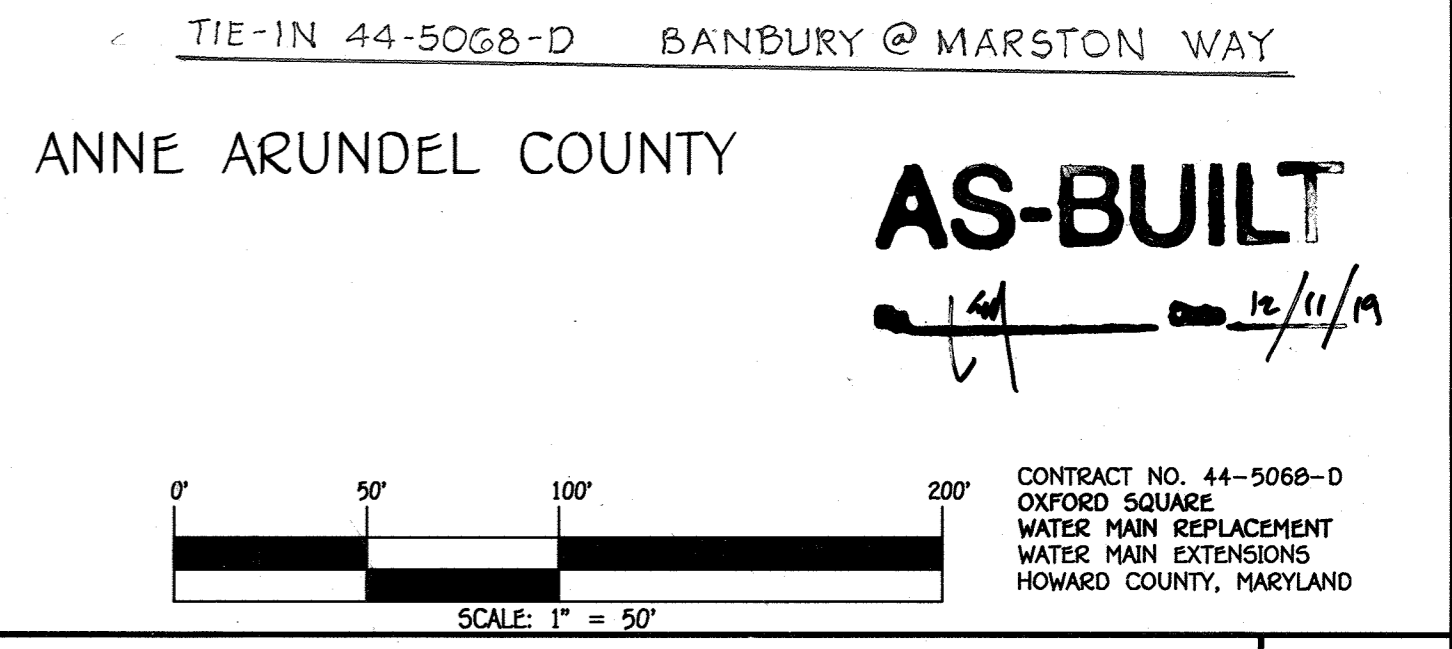 TIE-IN 44-5068-D BANBURY @ MARSTON WAY
ANNE ARUNDEL COUNTY
AS-BUILT
12/11/19
0' 50' 100' 200'
SCALE: 1" = 50'
CONTRACT NO. 44-5068-D
OXFORD SQUARE
WATER MAIN REPLACEMENT
WATER MAIN EXTENSIONS
HOWARD COUNTY, MARYLAND